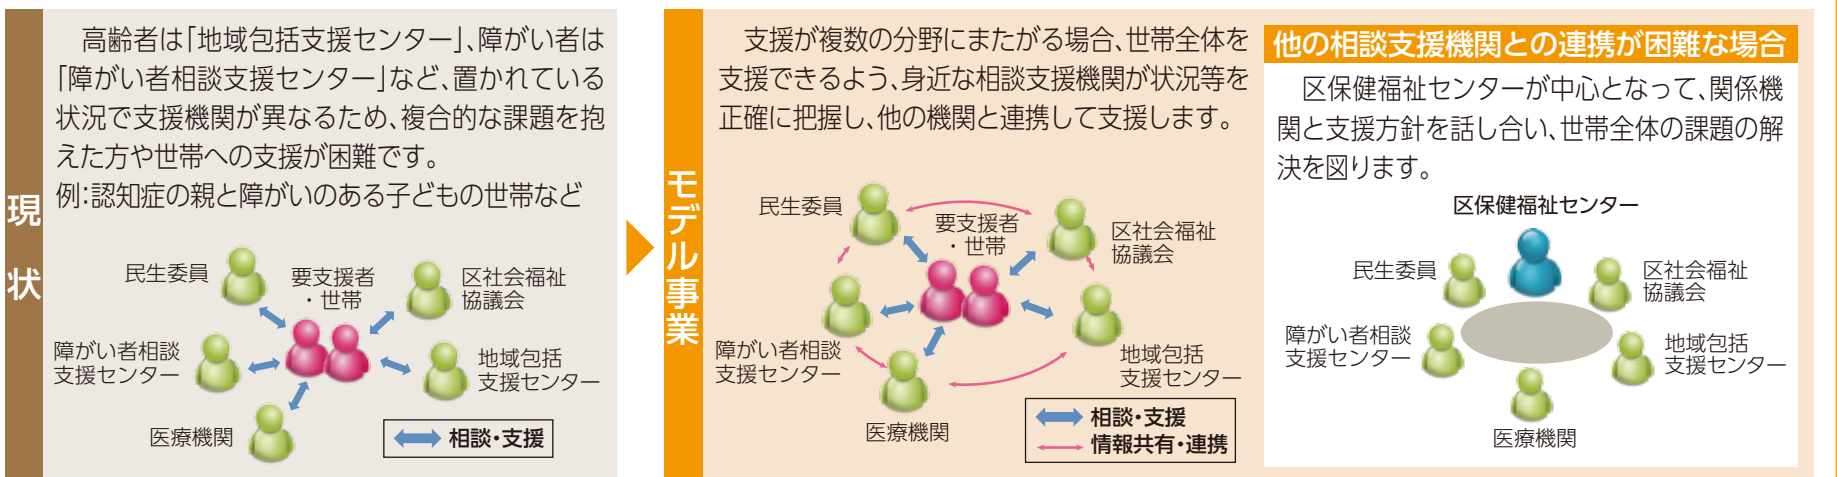 現状
高齢者は「地域包括支援センター」、障がい者は
「障がい者相談支援センター」など、置かれている
状況で支援機関が異なるため、複合的な課題を抱
えた方や世帯への支援が困難です。
例:認知症の親と障がいのある子どもの世帯など
民生委員
要支援者
・世帯
区社会福祉
協議会
障がい者相談
支援センター
地域包括
支援センター
医療機関
相談・支援
モデル事業
支援が複数の分野にまたがる場合、世帯全体を
支援できるよう、身近な相談支援機関が状況等を
正確に把握し、他の機関と連携して支援します。
民生委員
要支援者
・世帯
区社会福祉
協議会
障がい者相談
支援センター
地域包括
支援センター
医療機関
相談・支援
情報共有・連携
他の相談支援機関との連携が困難な場合
区保健福祉センターが中心となって、関係機
関と支援方針を話し合い、世帯全体の課題の解
決を図ります。
区保健福祉センター
民生委員
区社会福祉
協議会
障がい者相談
支援センター
地域包括
支援センター
医療機関